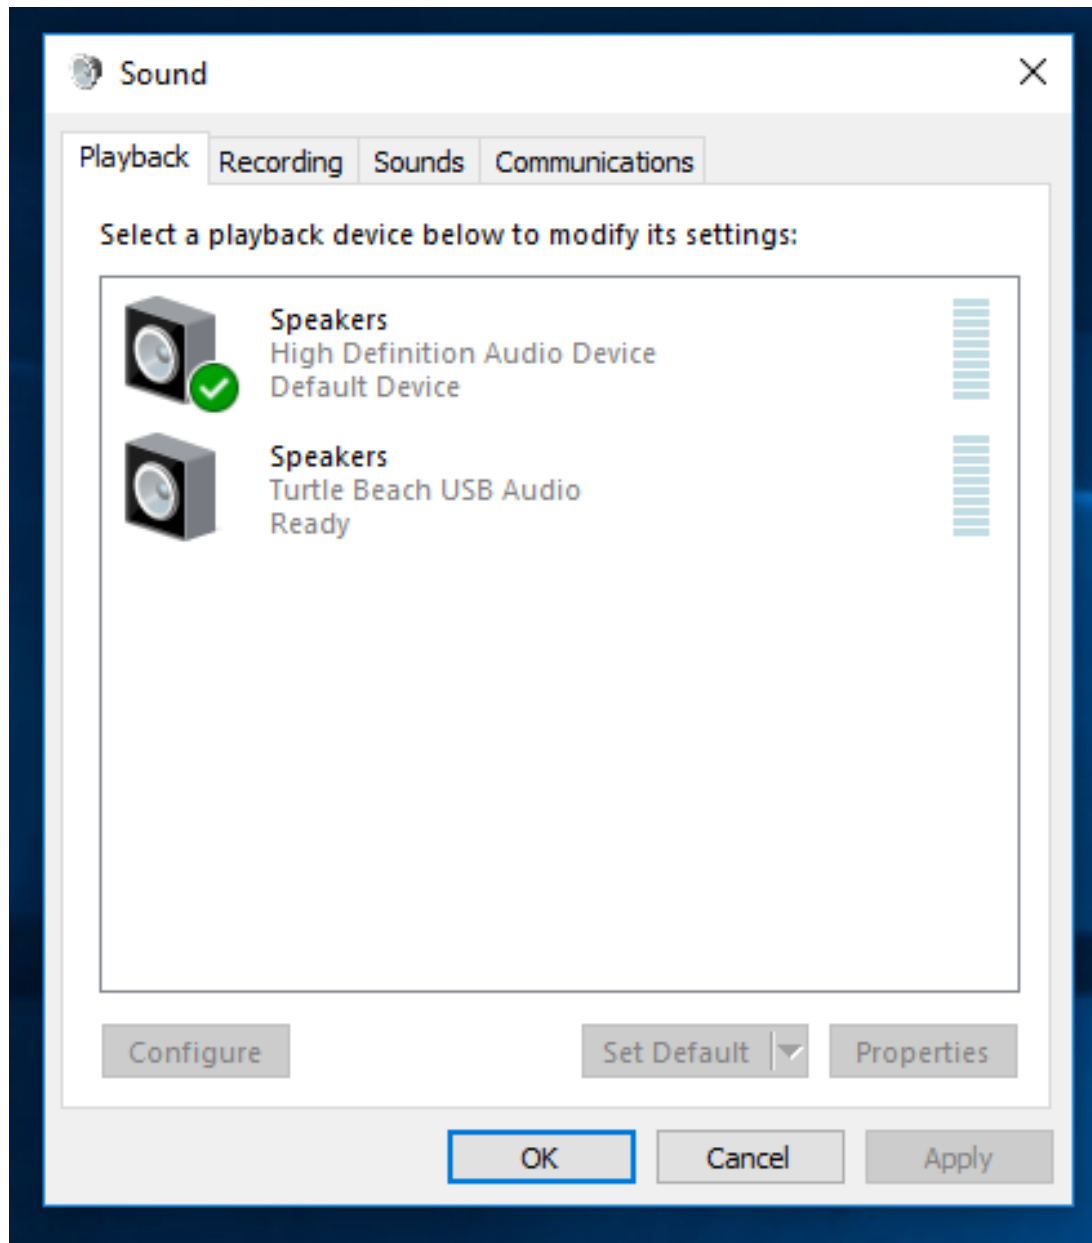 Sound
Playback Recording Sounds Communications
Select a playback device below to modify its settings:
Speakers
High Definition Audio Device
Default Device
Speakers
Turtle Beach USB Audio
Ready
Configure Set Default Properties
OK Cancel Apply